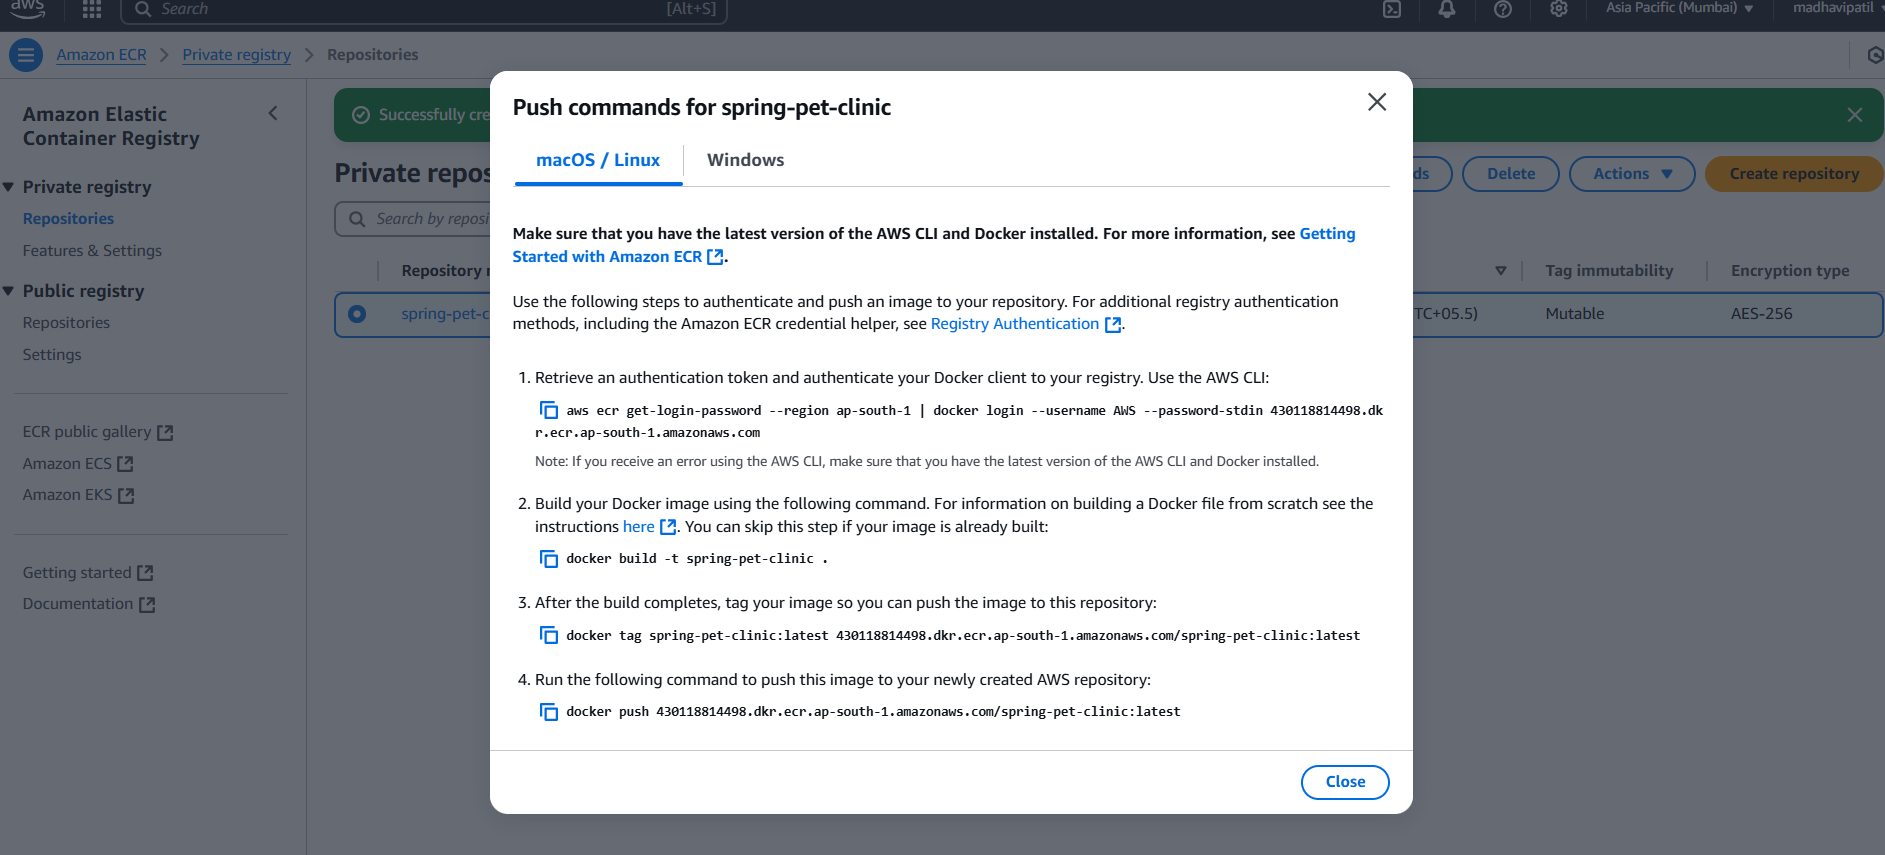 aws
Search
[Alt+S]
Asia Pacific (Mumbai)
madhavipatil
Amazon ECR
Private registry
Repositories
Amazon Elastic
Container Registry
Private registry
Repositories
Features & Settings
Public registry
Repositories
Settings
ECR public gallery
Amazon ECS
Amazon EKS
Getting started
Documentation
Successfully cre
Private repos
ds
Delete
Actions
Create repository
Search by reposi
Repository
Tag immutability
Encryption type
spring-pet-c
TC+05.5)
Mutable
AES-256
Push commands for spring-pet-clinic
macOS / Linux
Windows
Make sure that you have the latest version of the AWS CLI and Docker installed. For more information, see Getting
Started with Amazon ECR.
Use the following steps to authenticate and push an image to your repository. For additional registry authentication
methods, including the Amazon ECR credential helper, see Registry Authentication.
1. Retrieve an authentication token and authenticate your Docker client to your registry. Use the AWS CLI:
aws ecr get-login-password --region ap-south-1 | docker login --username AWS --password-stdin 430118814498.dk
r.ecr.ap-south-1.amazonaws.com
Note: If you receive an error using the AWS CLI, make sure that you have the latest version of the AWS CLI and Docker installed.
2. Build your Docker image using the following command. For information on building a Docker file from scratch see the
instructions here. You can skip this step if your image is already built:
docker build -t spring-pet-clinic .
3. After the build completes, tag your image so you can push the image to this repository:
docker tag spring-pet-clinic:latest 430118814498.dkr.ecr.ap-south-1.amazonaws.com/spring-pet-clinic:latest
4. Run the following command to push this image to your newly created AWS repository:
docker push 430118814498.dkr.ecr.ap-south-1.amazonaws.com/spring-pet-clinic:latest
Close